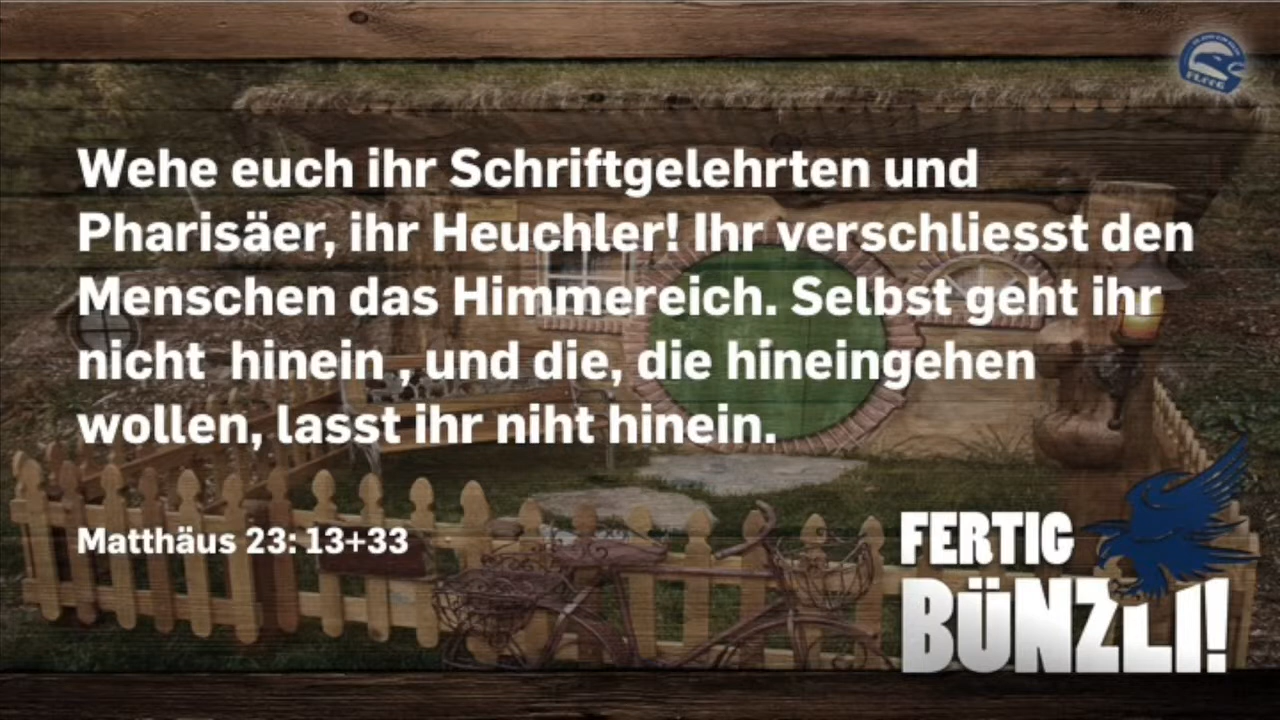 Wehe euch ihr Schriftgelehrten und
Pharisäer, ihr Heuchler! Ihr verschliesst den
Menschen das Himmereich. Selbst geht ihr
nicht  hinein , und die, die hineingehen
wollen, lasst ihr niht hinein.
Matthäus 23: 13+33
FERTIG
BÜNZLI!